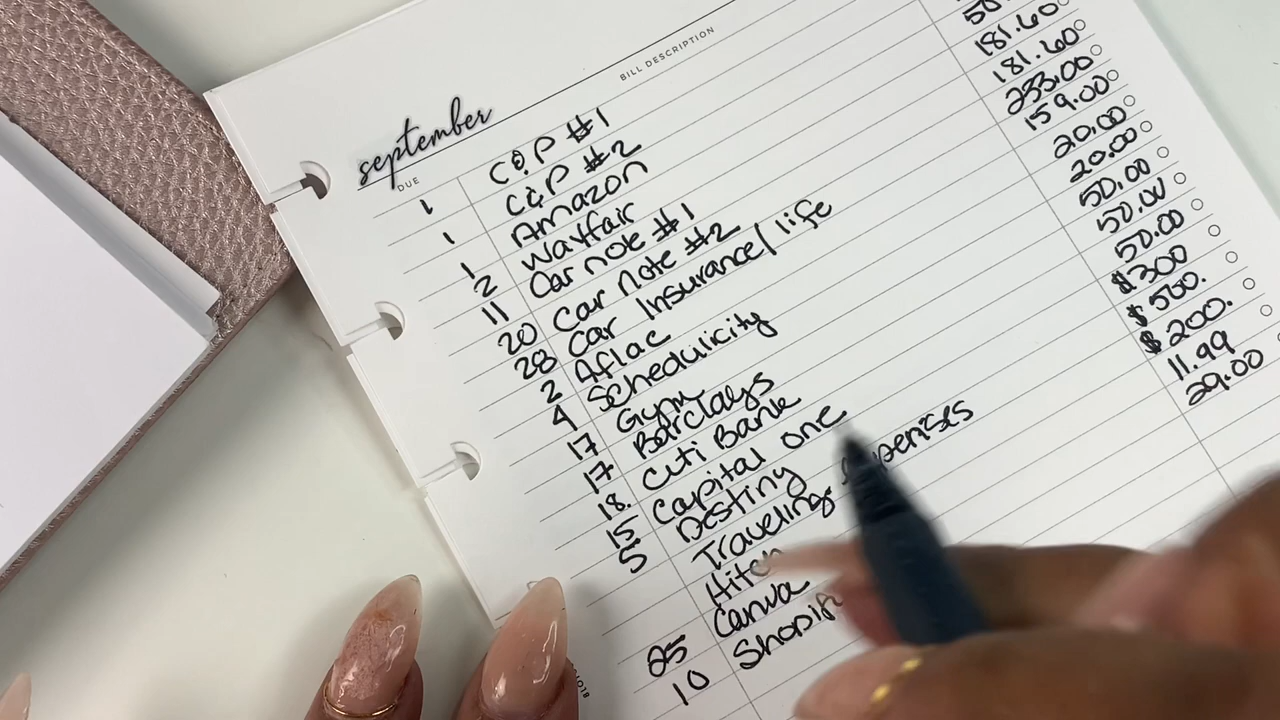 september
DUE BILL DESCRIPTION
1 C&P #1
1 C&P #2
1 Amazon
2 Wayfair
11 Car note #1 181.60
20 Car note #2 181.60
28 Car Insurance/life 233.00
2 Aflac 159.00
4 Schedulicity 20.00
17 Gym 20.00
17 Barclays 50.00
18. Citi Bank 50.00
15 Capital One 50.00
5 Destiny $300
Traveling expenses $500.
$200.
25 Canva 11.99
10 Shopify 29.00